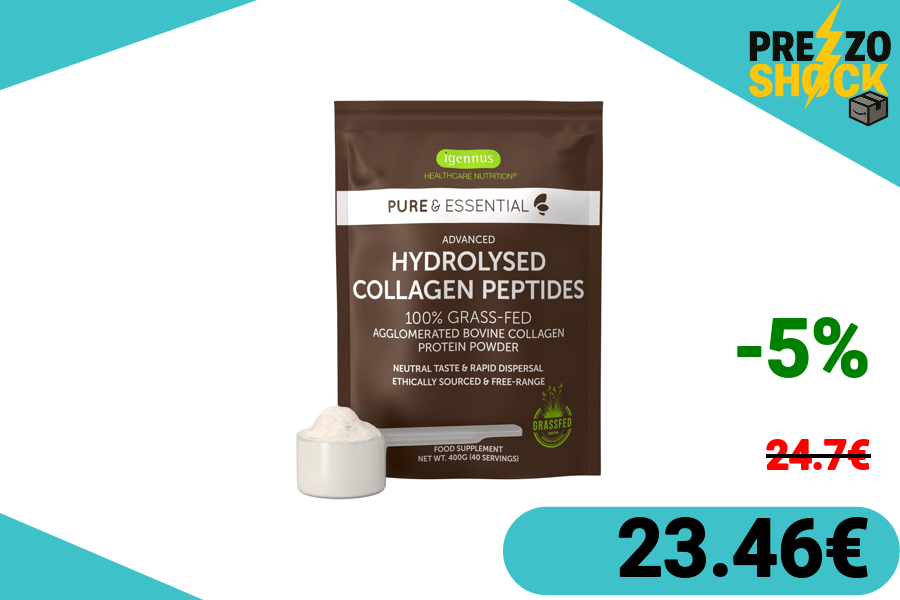 PREZZO
SHOCK
igennus
HEALTHCARE NUTRITION®
PURE & ESSENTIAL
ADVANCED
HYDROLYSED
COLLAGEN PEPTIDES
100% GRASS-FED
AGGLOMERATED BOVINE COLLAGEN
PROTEIN POWDER
NEUTRAL TASTE & RAPID DISPERSAL
ETHICALLY SOURCED & FREE-RANGE
GRASSFED
FOOD SUPPLEMENT
NET WT. 400G (40 SERVINGS)
-5%
24.7€
23.46€